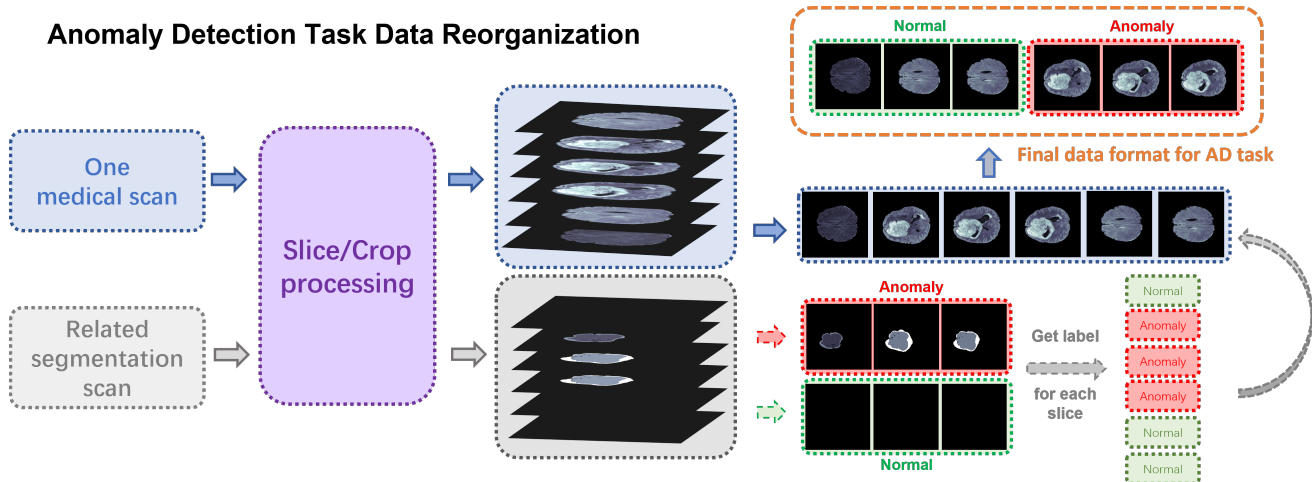 Anomaly Detection Task Data Reorganization
Normal
Anomaly
Final data format for AD task
One
medical scan
Slice/Crop
processing
Related
segmentation
scan
Anomaly
Normal
Get label
for each
slice
Normal
Anomaly
Anomaly
Anomaly
Normal
Normal